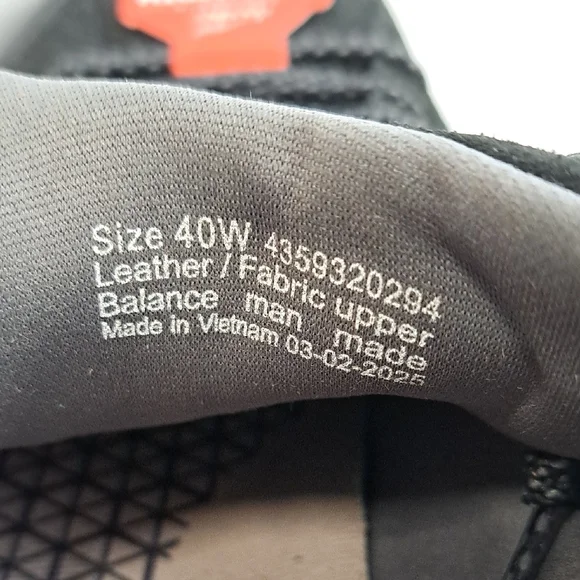 Size 40W 4359320294
Leather / Fabric upper
Balance man made
Made in Vietnam 03-02-2025